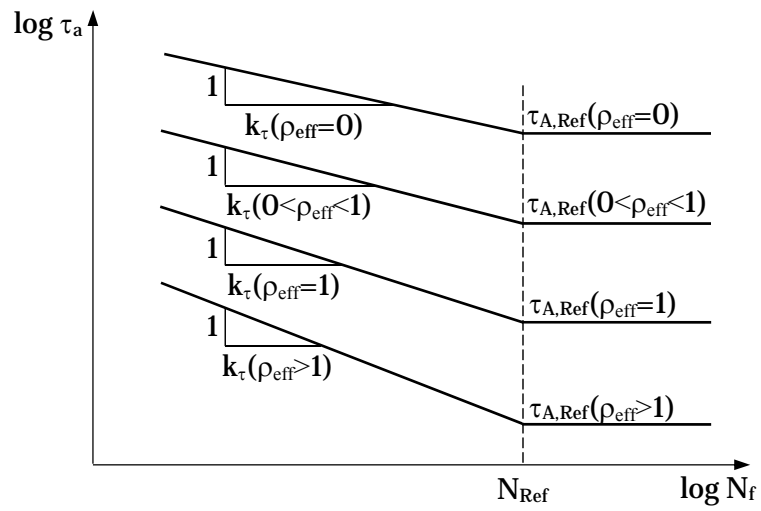 log τa
1
kτ(ρeff=0)
τA,Ref(ρeff=0)
1
kτ(0<ρeff<1)
τA,Ref(0<ρeff<1)
1
kτ(ρeff=1)
τA,Ref(ρeff=1)
1
kτ(ρeff>1)
τA,Ref(ρeff>1)
NRef
log Nf